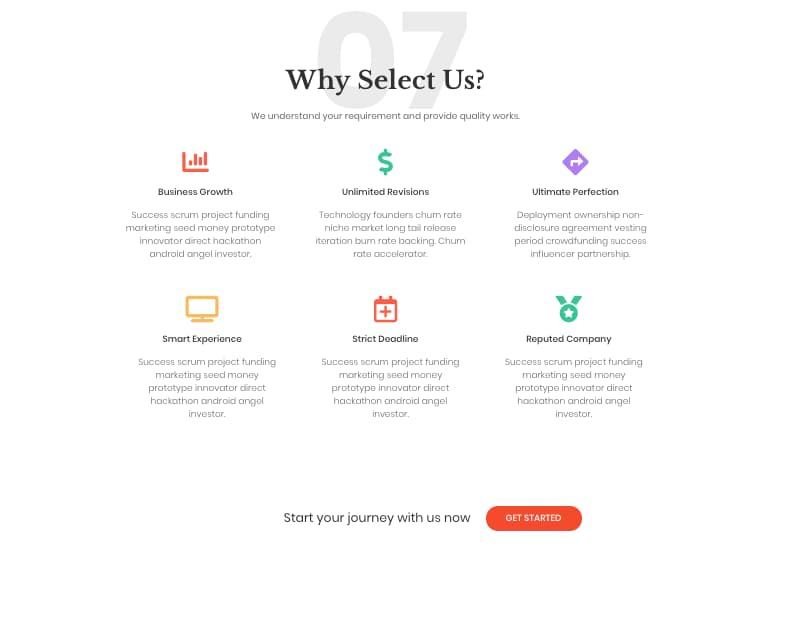 07
Why Select Us?
We understand your requirement and provide quality works.
Business Growth
Success scrum project funding
marketing seed money prototype
innovator direct hackathon
android angel investor.
Unlimited Revisions
Technology founders churn rate
niche market long tail release
iteration burn rate backing. Churn
rate accelerator.
Ultimate Perfection
Deployment ownership non-
disclosure agreement vesting
period crowdfunding success
influencer partnership.
Smart Experience
Success scrum project funding
marketing seed money
prototype innovator direct
hackathon android angel
investor.
Strict Deadline
Success scrum project funding
marketing seed money
prototype innovator direct
hackathon android angel
investor.
Reputed Company
Success scrum project funding
marketing seed money
prototype innovator direct
hackathon android angel
investor.
Start your journey with us now
GET STARTED